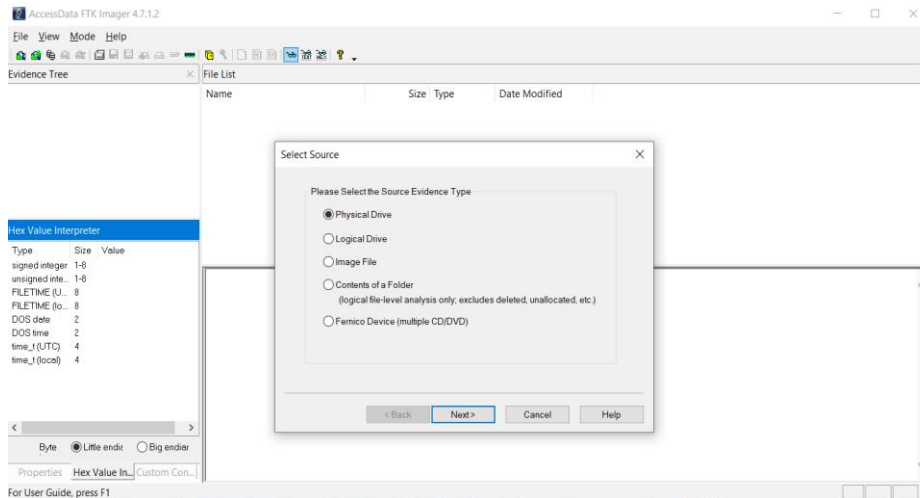 AccessData FTK Imager 4.7.1.2
File View Mode Help
Evidence Tree
File List
Name Size Type Date Modified
Select Source
Please Select the Source Evidence Type
Physical Drive
Logical Drive
Image File
Contents of a Folder
(logical file-level analysis only; excludes deleted, unallocated, etc.)
Fernico Device (multiple CD/DVD)
< Back Next > Cancel Help
Hex Value Interpreter
Type Size Value
signed integer 1-8
unsigned inte... 1-8
FILETIME (U... 8
FILETIME (lo... 8
DOS date 2
DOS time 2
time_t (UTC) 4
time_t (local) 4
Byte Little endia Big endian
Properties Hex Value In... Custom Con...
For User Guide, press F1